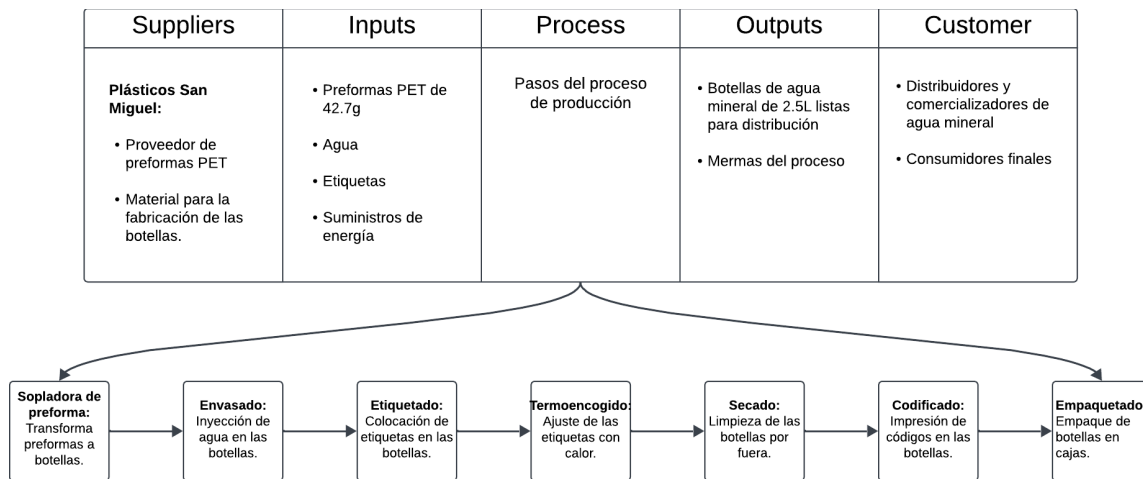 Suppliers
Inputs
Process
Outputs
Customer
Plásticos San
Miguel:
• Proveedor de
preformas PET
• Material para la
fabricación de las
botellas.
• Preformas PET de
42.7g
• Agua
• Etiquetas
• Suministros de
energía
Pasos del proceso
de producción
• Botellas de agua
mineral de 2.5L listas
para distribución
• Mermas del proceso
• Distribuidores y
comercializadores de
agua mineral
• Consumidores finales
Sopladora de
preforma:
Transforma
preformas a
botellas.
Envasado:
Inyección de
agua en las
botellas.
Etiquetado:
Colocación de
etiquetas en las
botellas.
Termoencogido:
Ajuste de las
etiquetas con
calor.
Secado:
Limpieza de las
botellas por
fuera.
Codificado:
Impresión de
códigos en las
botellas.
Empaquetado
Empaque de
botellas en
cajas.